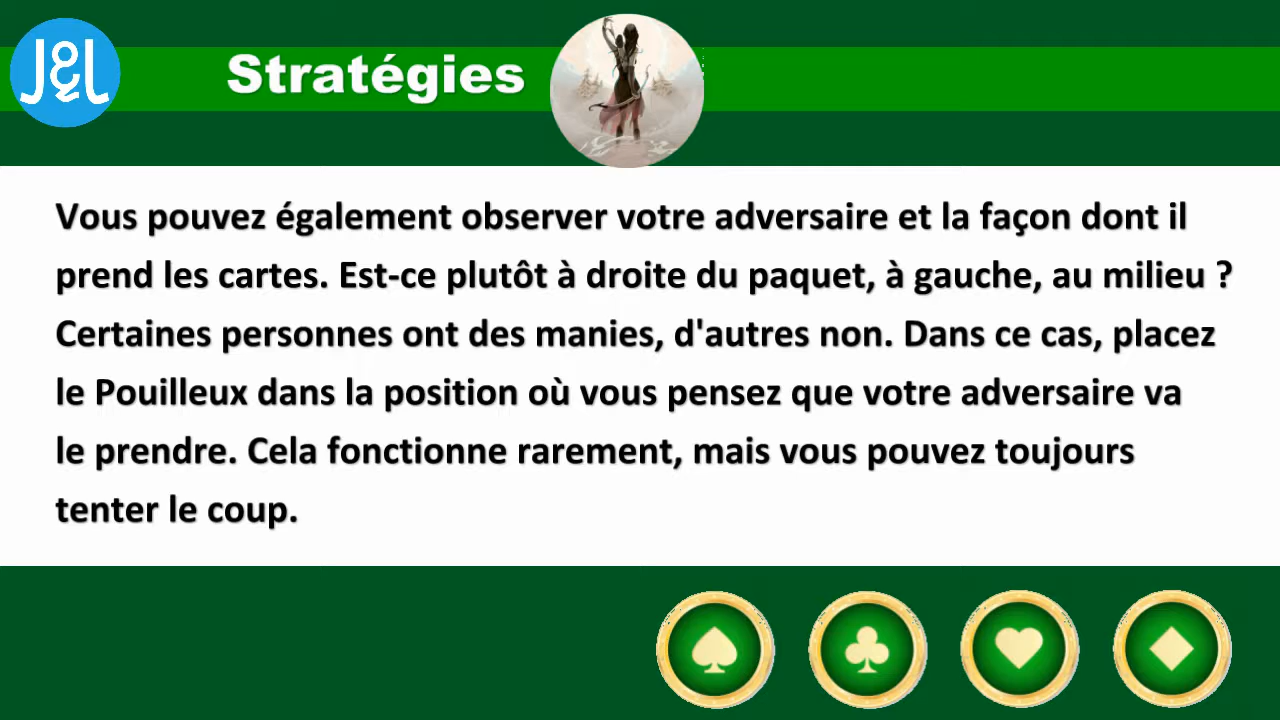 JeL
Stratégies
Vous pouvez également observer votre adversaire et la façon dont il
prend les cartes. Est-ce plutôt à droite du paquet, à gauche, au milieu ?
Certaines personnes ont des manies, d'autres non. Dans ce cas, placez
le Pouilleux dans la position où vous pensez que votre adversaire va
le prendre. Cela fonctionne rarement, mais vous pouvez toujours
tenter le coup.